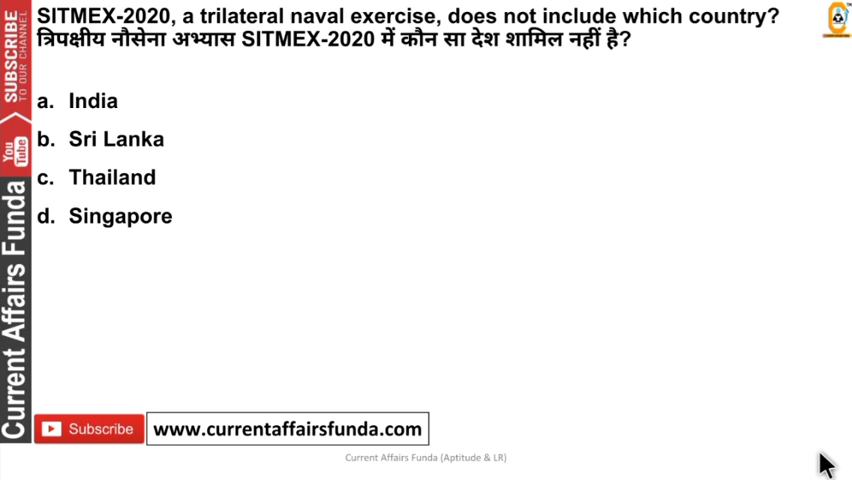 SITMEX-2020, a trilateral naval exercise, does not include which country?
त्रिपक्षीय नौसेना अभ्यास SITMEX-2020 में कौन सा देश शामिल नहीं है?
a. India
b. Sri Lanka
c. Thailand
d. Singapore
SUBSCRIBE
TO OUR CHANNEL
You
Tube
Current Affairs Funda
Subscribe
www.currentaffairsfunda.com
Current Affairs Funda (Aptitude & LR)